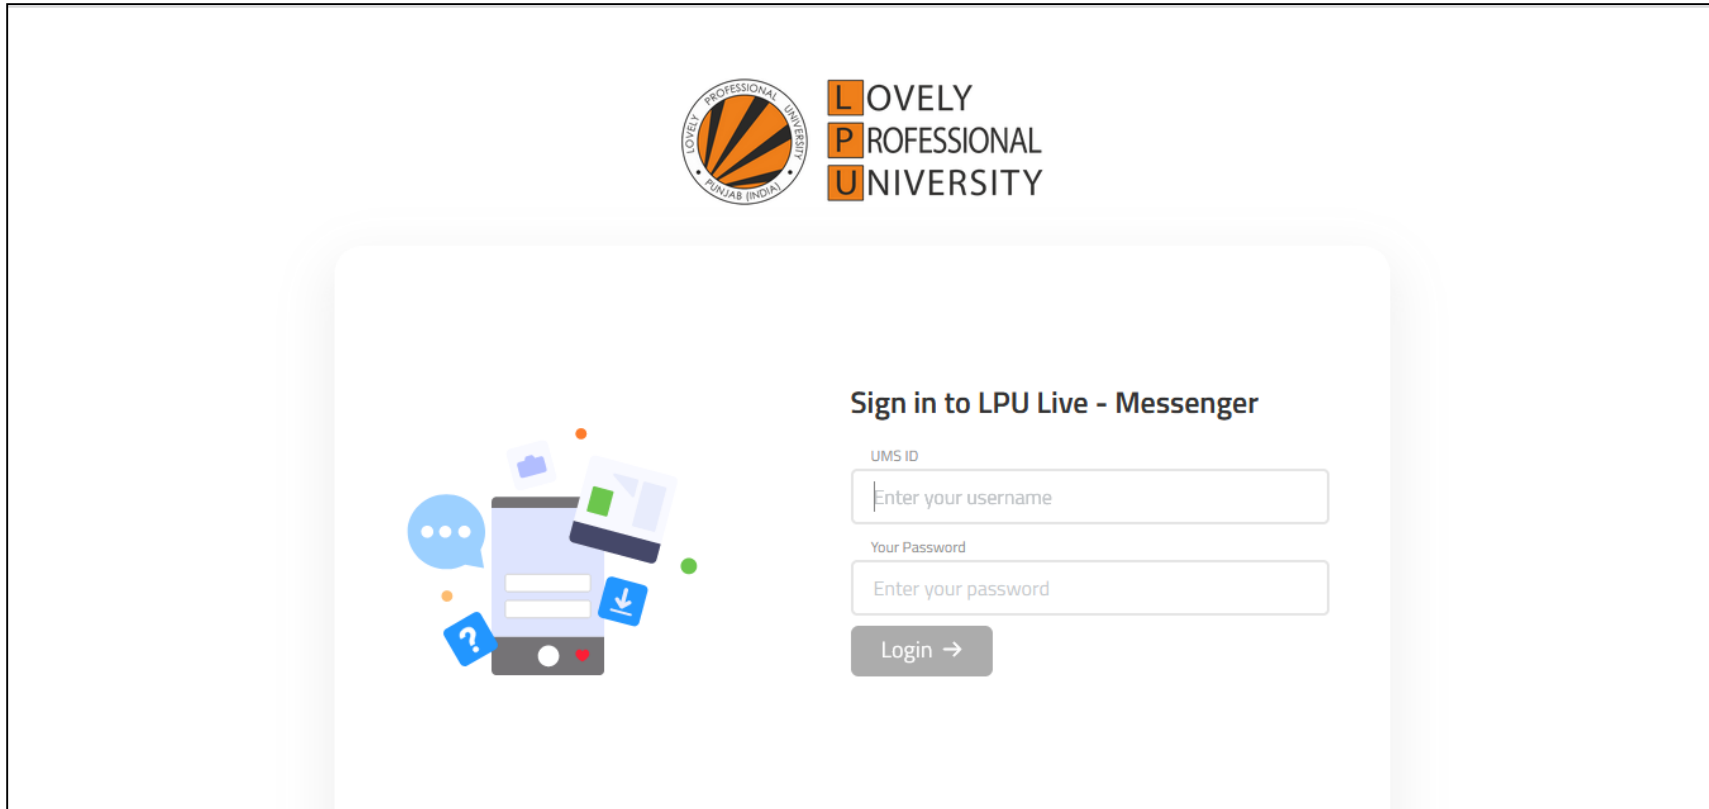 LOVELY PROFESSIONAL UNIVERSITY
PUNJAB (INDIA)
LOVELY
PROFESSIONAL
UNIVERSITY
Sign in to LPU Live - Messenger
UMS ID
Enter your username
Your Password
Enter your password
Login →
?